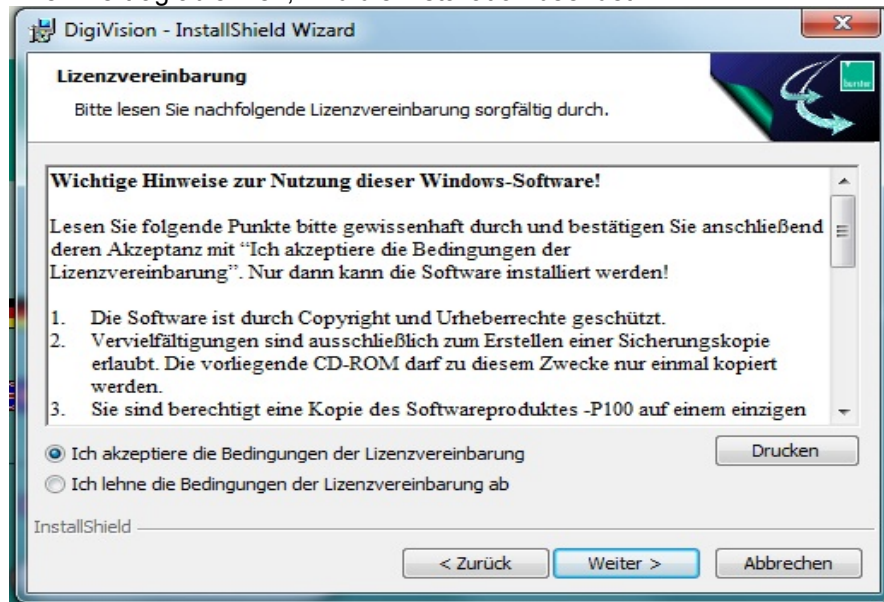 DigiVision - InstallShield Wizard
Lizenzvereinbarung
Bitte lesen Sie nachfolgende Lizenzvereinbarung sorgfältig durch.
Wichtige Hinweise zur Nutzung dieser Windows-Software!
Lesen Sie folgende Punkte bitte gewissenhaft durch und bestätigen Sie anschließend
deren Akzeptanz mit “Ich akzeptiere die Bedingungen der
Lizenzvereinbarung”. Nur dann kann die Software installiert werden!
1. Die Software ist durch Copyright und Urheberrechte geschützt.
2. Vervielfältigungen sind ausschließlich zum Erstellen einer Sicherungskopie
erlaubt. Die vorliegende CD-ROM darf zu diesem Zwecke nur einmal kopiert
werden.
3. Sie sind berechtigt eine Kopie des Softwareproduktes -P100 auf einem einzigen
Ich akzeptiere die Bedingungen der Lizenzvereinbarung
Drucken
Ich lehne die Bedingungen der Lizenzvereinbarung ab
InstallShield
< Zurück
Weiter >
Abbrechen